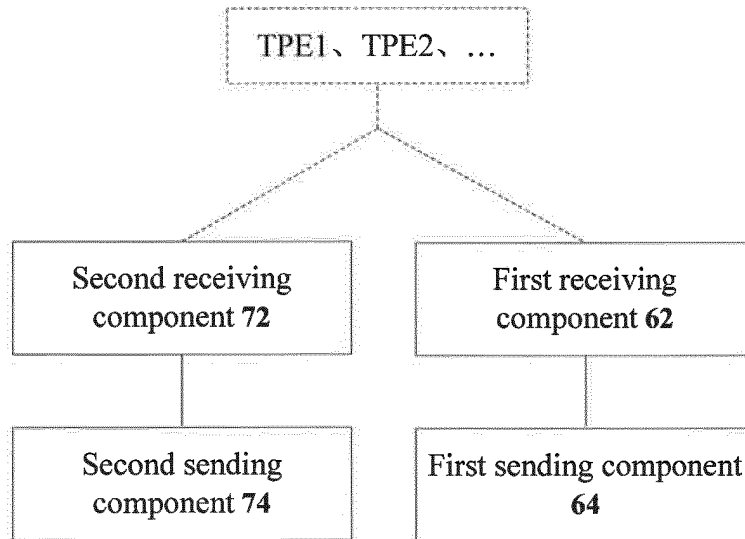 TPE1、TPE2、…
Second receiving
component 72
First receiving
component 62
Second sending
component 74
First sending component
64